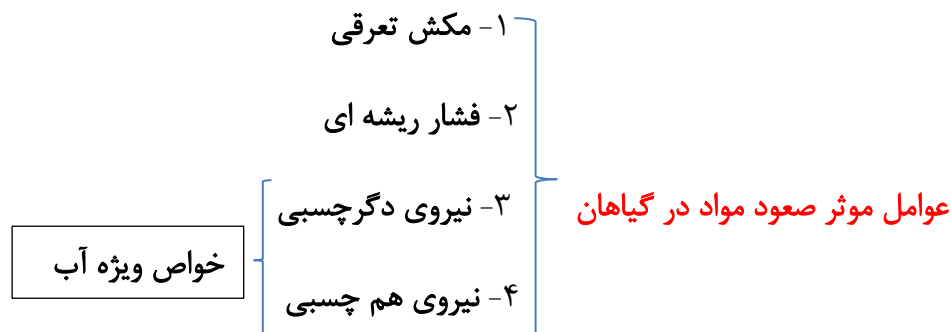 عوامل موثر صعود مواد در گیاهان
۱- مکش تعرقی
۲- فشار ریشه ای
۳- نیروی دگرچسبی
۴- نیروی هم چسبی
خواص ویژه آب